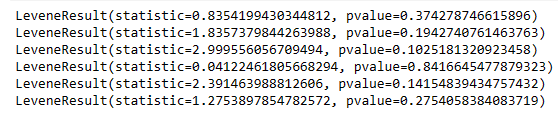 LeveneResult(statistic=0.8354199430344812, pvalue=0.374278746615896)
LeveneResult(statistic=1.8357379844263988, pvalue=0.1942740761463763)
LeveneResult(statistic=2.999556056709494, pvalue=0.1025181320923458)
LeveneResult(statistic=0.04122461805668294, pvalue=0.8416645477879323)
LeveneResult(statistic=2.391463988812606, pvalue=0.14154839434757432)
LeveneResult(statistic=1.2753897854782572, pvalue=0.2754058384083719)